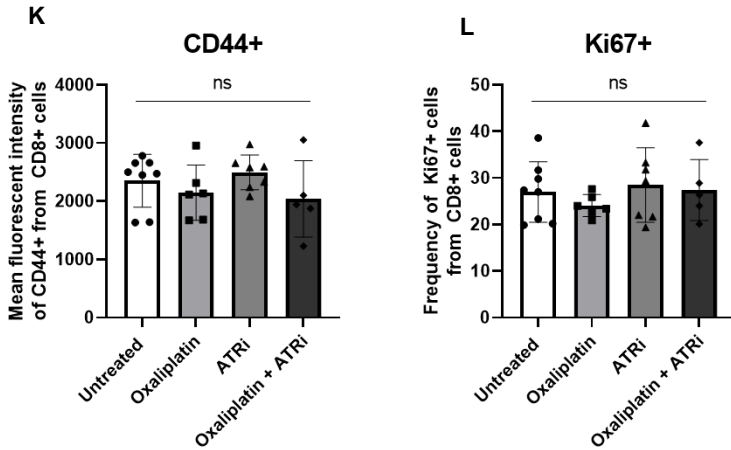 K
CD44+
ns
Mean fluorescent intensity
of CD44+ from CD8+ cells
4000
3000
2000
1000
0
Untreated
Oxaliplatin
ATRi
Oxaliplatin + ATRi
L
Ki67+
ns
Frequency of Ki67+ cells
from CD8+ cells
50
40
30
20
10
0
Untreated
Oxaliplatin
ATRi
Oxaliplatin + ATRi